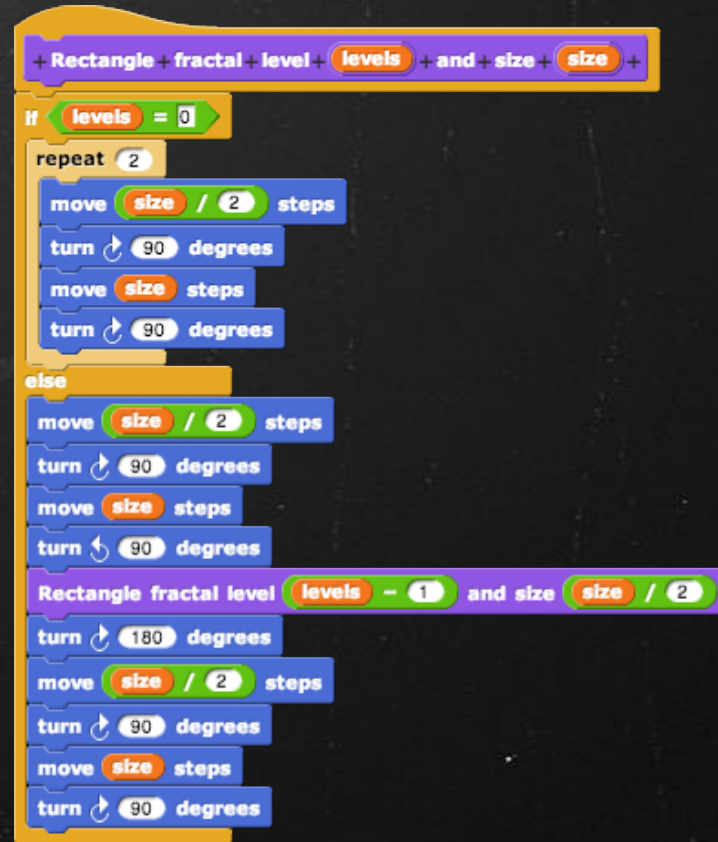 +Rectangle+fractal+level+ levels +and+size+ size +
if levels = 0
repeat 2
move size / 2 steps
turn ↻ 90 degrees
move size steps
turn ↻ 90 degrees
else
move size / 2 steps
turn ↻ 90 degrees
move size steps
turn ↺ 90 degrees
Rectangle fractal level levels - 1 and size size / 2
turn ↻ 180 degrees
move size / 2 steps
turn ↻ 90 degrees
move size steps
turn ↻ 90 degrees